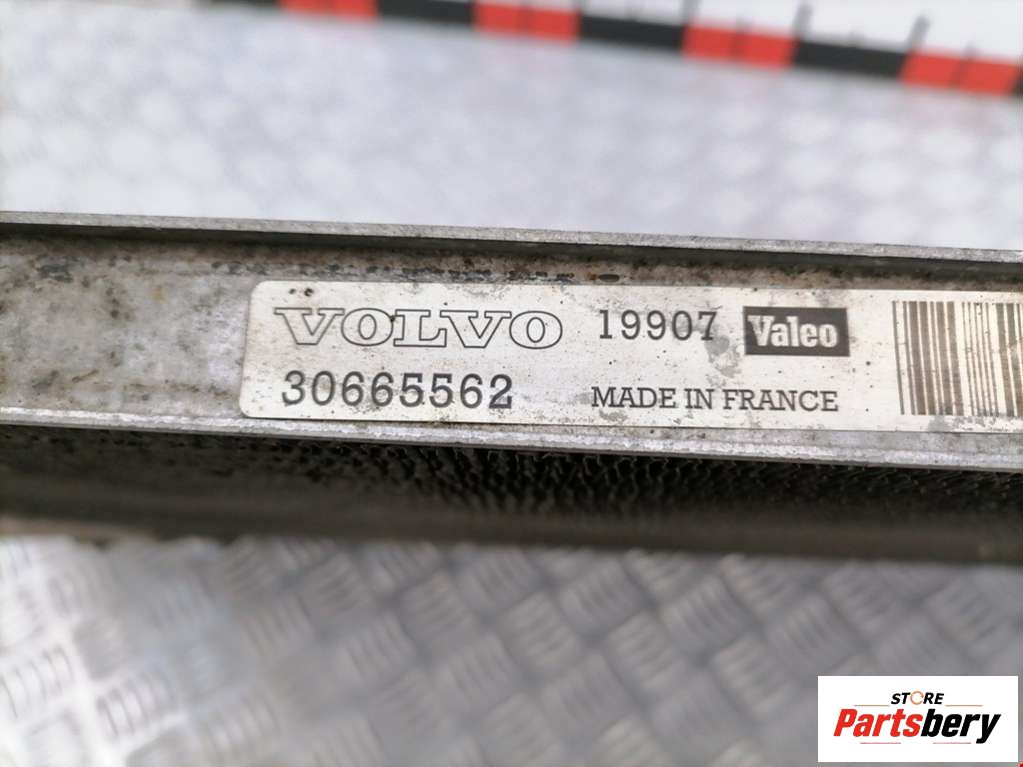 VOLVO 19907 Valeo
30665562 MADE IN FRANCE
STORE
Partsbery